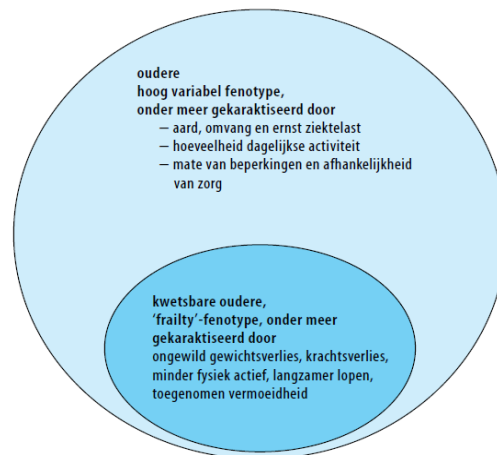 oudere
hoog variabel fenotype,
onder meer gekaraktiseerd door
– aard, omvang en ernst ziektelast
– hoeveelheid dagelijkse activiteit
– mate van beperkingen en afhankelijkheid
van zorg
kwetsbare oudere,
‘frailty’-fenotype, onder meer
gekaraktiseerd door
ongewild gewichtsverlies, krachtsverlies,
minder fysiek actief, langzamer lopen,
toegenomen vermoeidheid